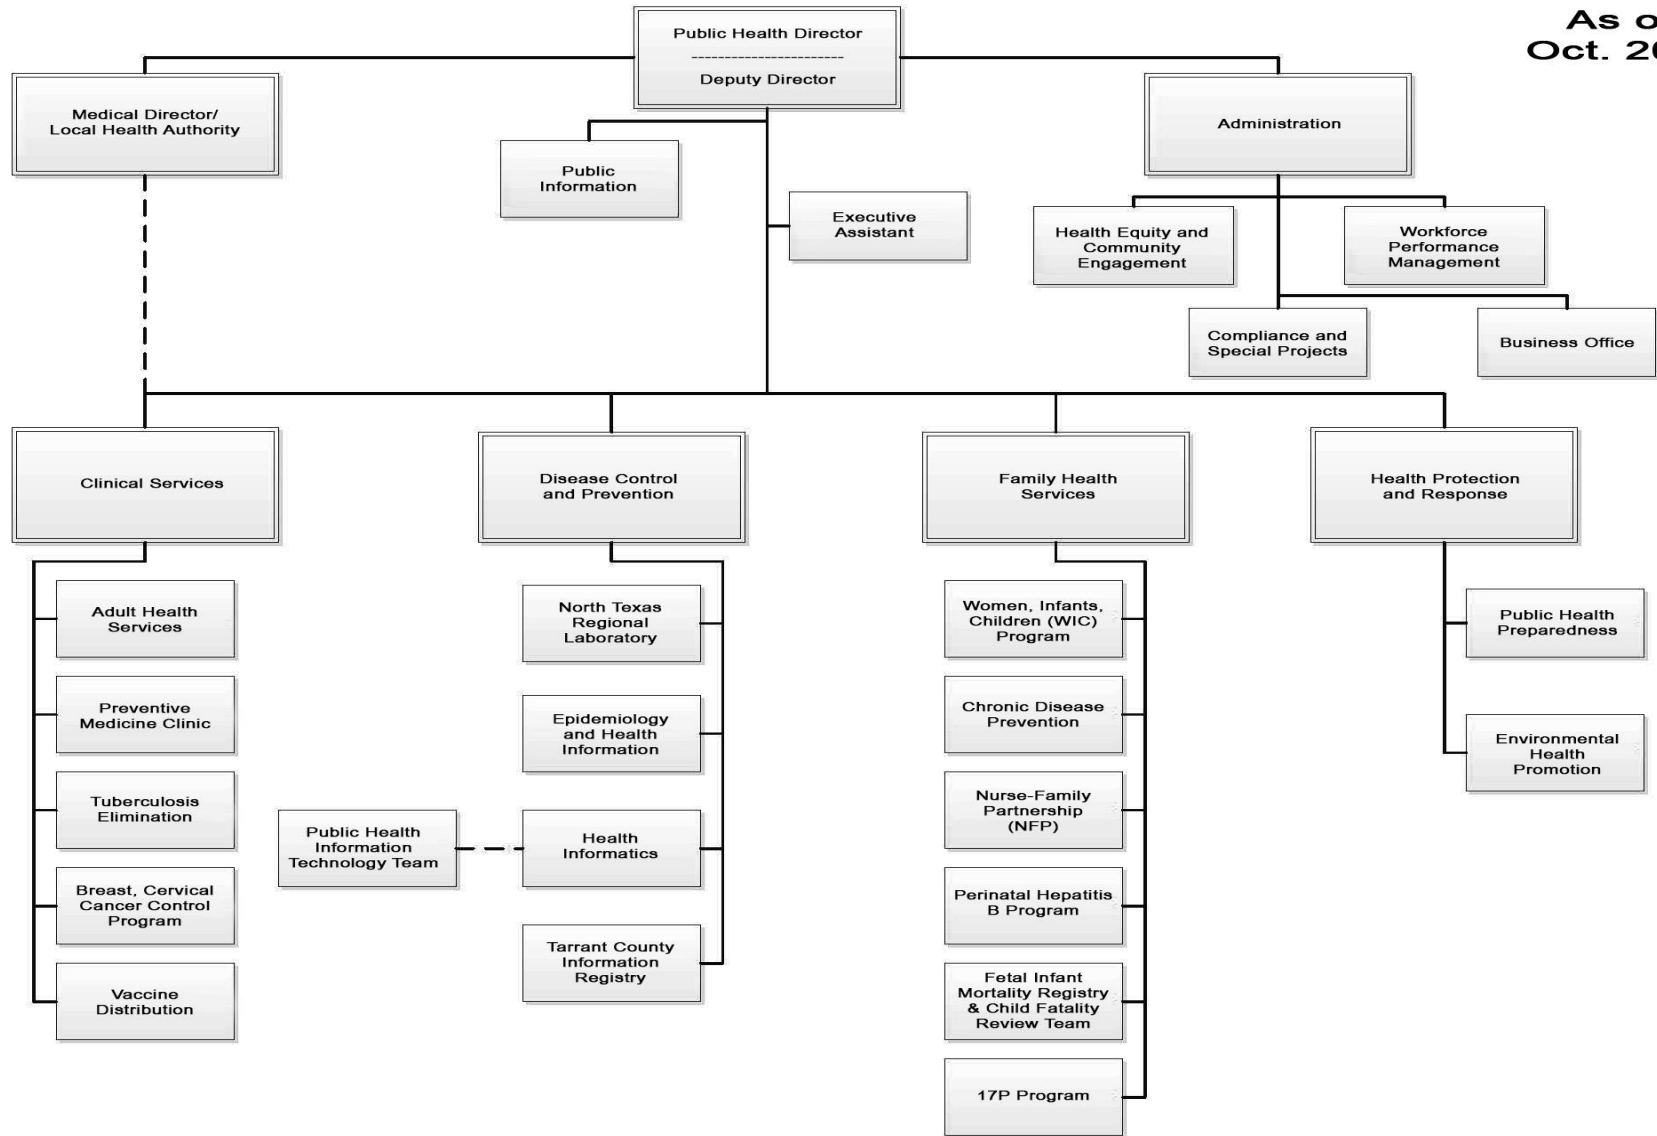 As o
Oct. 20
Public Health Director
-----------------------
Deputy Director
Medical Director/
Local Health Authority
Administration
Public
Information
Executive
Assistant
Health Equity and
Community
Engagement
Workforce
Performance
Management
Compliance and
Special Projects
Business Office
Clinical Services
Disease Control
and Prevention
Family Health
Services
Health Protection
and Response
Adult Health
Services
Preventive
Medicine Clinic
Tuberculosis
Elimination
Breast, Cervical
Cancer Control
Program
Vaccine
Distribution
North Texas
Regional
Laboratory
Epidemiology
and Health
Information
Public Health
Information
Technology Team
Health
Informatics
Tarrant County
Information
Registry
Women, Infants,
Children (WIC)
Program
Chronic Disease
Prevention
Nurse-Family
Partnership
(NFP)
Perinatal Hepatitis
B Program
Fetal Infant
Mortality Registry
& Child Fatality
Review Team
17P Program
Public Health
Preparedness
Environmental
Health
Promotion